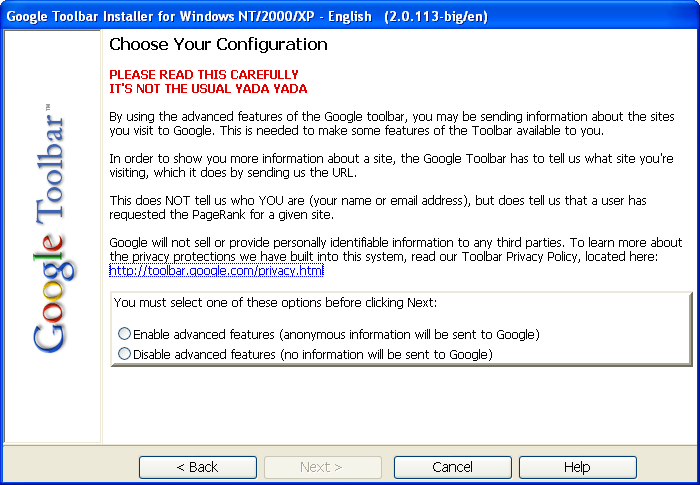 Google Toolbar Installer for Windows NT/2000/XP - English   (2.0.113-big/en)
Google Toolbar™
Choose Your Configuration
PLEASE READ THIS CAREFULLY
IT'S NOT THE USUAL YADA YADA
By using the advanced features of the Google toolbar, you may be sending information about the sites
you visit to Google. This is needed to make some features of the Toolbar available to you.
In order to show you more information about a site, the Google Toolbar has to tell us what site you're
visiting, which it does by sending us the URL.
This does NOT tell us who YOU are (your name or email address), but does tell us that a user has
requested the PageRank for a given site.
Google will not sell or provide personally identifiable information to any third parties. To learn more about
the privacy protections we have built into this system, read our Toolbar Privacy Policy, located here:
http://toolbar.google.com/privacy.html
You must select one of these options before clicking Next:
Enable advanced features (anonymous information will be sent to Google)
Disable advanced features (no information will be sent to Google)
< Back
Next >
Cancel
Help